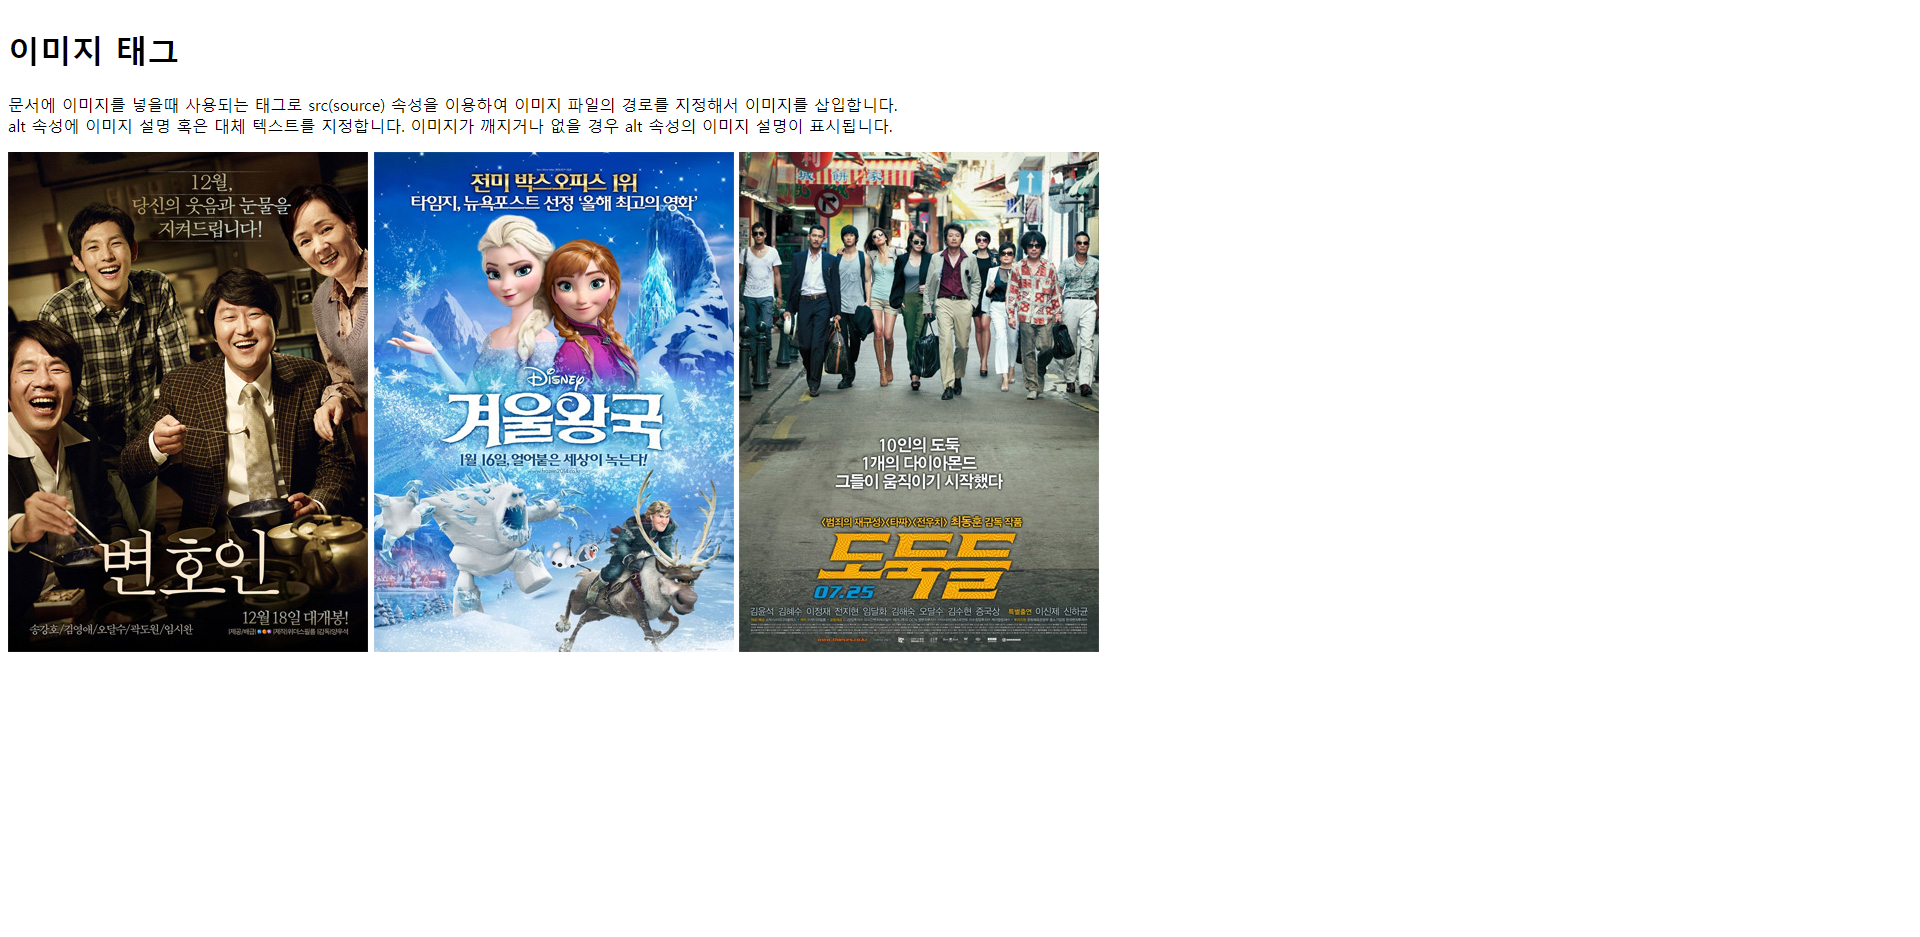 이미지 태그
문서에 이미지를 넣을때 사용되는 태그로 src(source) 속성을 이용하여 이미지 파일의 경로를 지정해서 이미지를 삽입합니다.
alt 속성에 이미지 설명 혹은 대체 텍스트를 지정합니다. 이미지가 깨지거나 없을 경우 alt 속성의 이미지 설명이 표시됩니다.
12월,
당신의 웃음과 눈물을
지켜드립니다!
변호인
12월 18일 대개봉!
송강호/김영애/오달수/곽도원/임시완
전미 박스오피스 1위
타임지, 뉴욕포스트 선정 '올해 최고의 영화'
DISNEY
겨울왕국
1월 16일, 얼어붙은 세상이 녹는다!
10인의 도둑
1개의 다이아몬드
그들이 움직이기 시작했다
<범죄의 재구성><타짜><전우치> 최동훈 감독 작품
도둑들
07.25
김윤석 김혜수 이정재 전지현 임달화 김해숙 오달수 김수현 증국상 특별출연 이신제 신하균